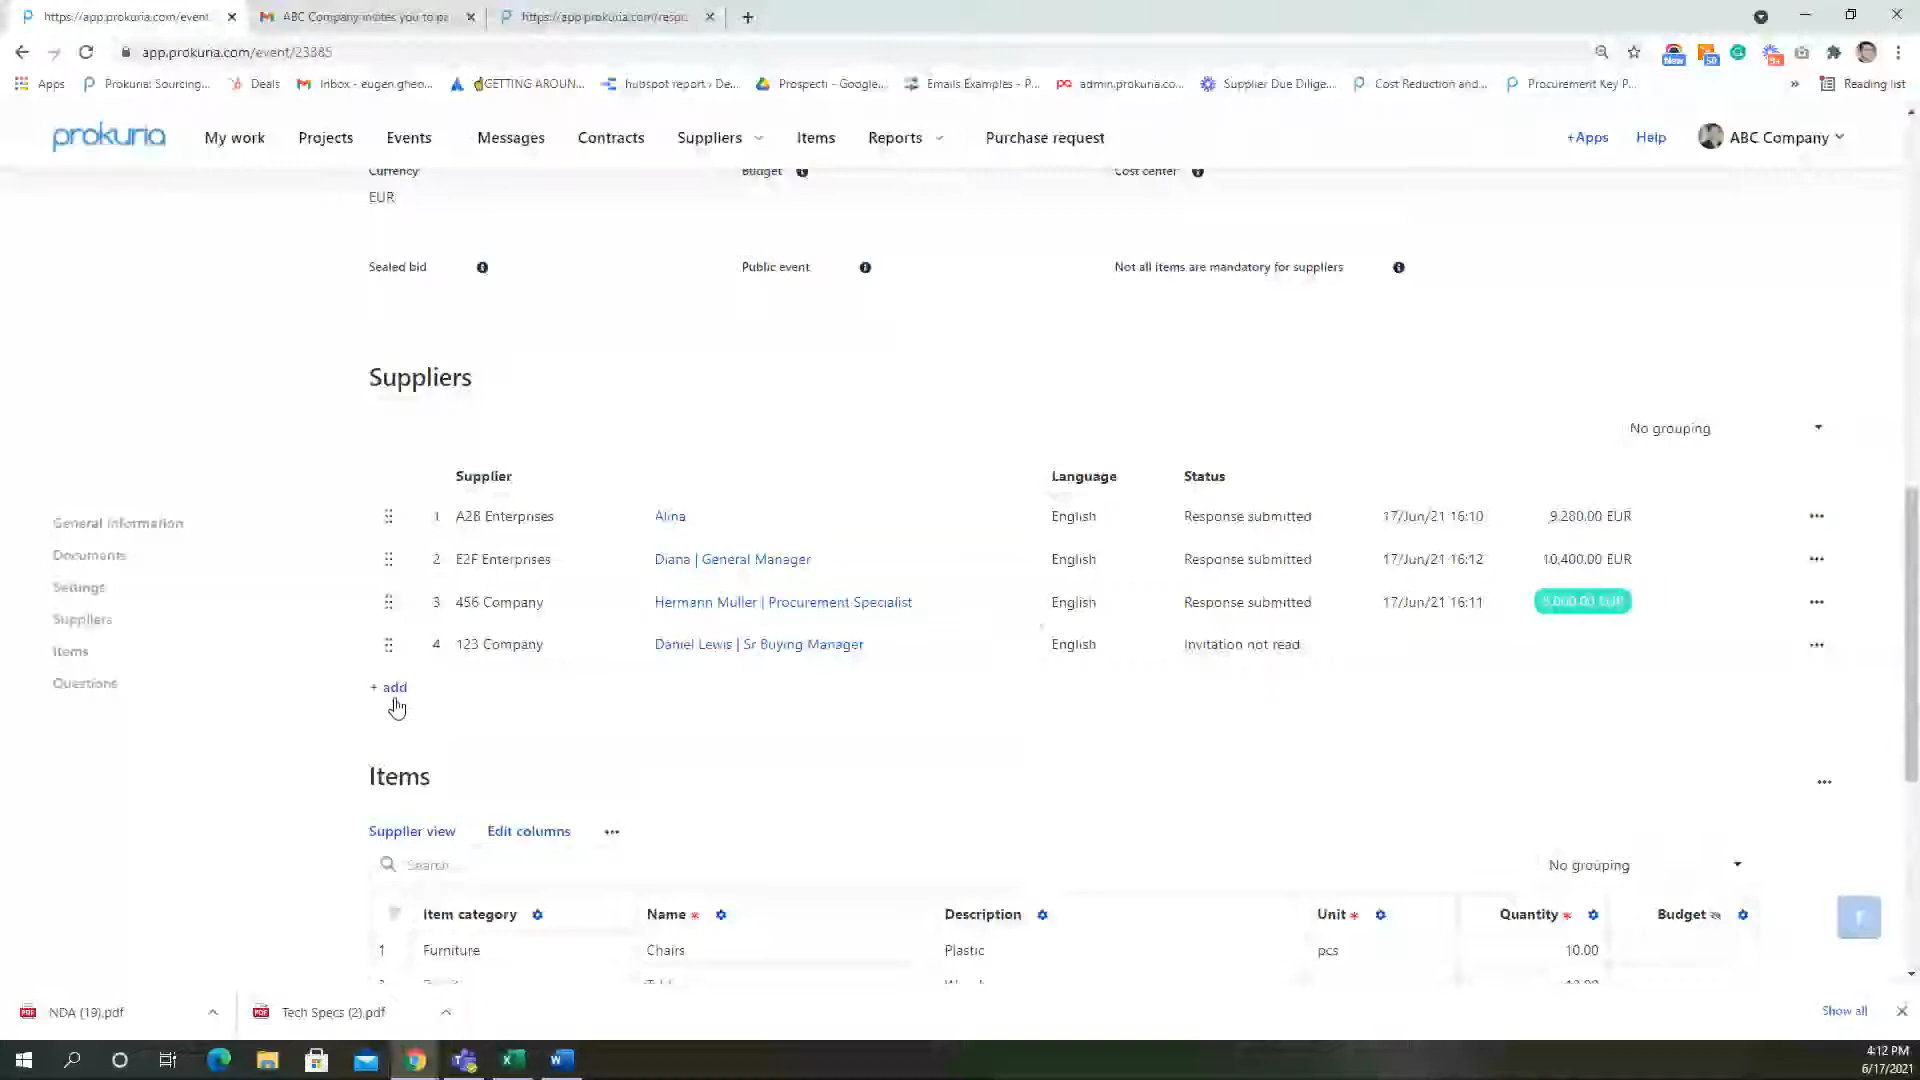 https://app.prokuria.com/event
ABC Company invites you to pa
https://app.prokuria.com/resp
app.prokuria.com/event/23385
New
50
9+
Apps
Prokuria: Sourcing...
Deals
Inbox - eugen.gheo...
GETTING AROUN...
hubspot report › De...
Prospecti - Google...
Emails Examples - P...
admin.prokuria.co...
Supplier Due Dilige...
Cost Reduction and...
Procurement Key P...
»
Reading list
prokuria
My work
Projects
Events
Messages
Contracts
Suppliers
Items
Reports
Purchase request
+Apps
Help
ABC Company
Currency
Budget
Cost center
EUR
Sealed bid
Public event
Not all items are mandatory for suppliers
Suppliers
No grouping
Supplier
Language
Status
1 A2B Enterprises Alina English Response submitted 17/Jun/21 16:10 9,280.00 EUR
2 E2F Enterprises Diana | General Manager English Response submitted 17/Jun/21 16:12 10,400.00 EUR
3 456 Company Hermann Muller | Procurement Specialist English Response submitted 17/Jun/21 16:11
4 123 Company Daniel Lewis | Sr Buying Manager English Invitation not read
+ add
General information
Documents
Settings
Suppliers
Items
Questions
Items
Supplier view
Edit columns
Search...
No grouping
Item category
Name *
Description
Unit *
Quantity *
Budget
1 Furniture Chairs Plastic pcs 10.00
NDA (19).pdf
Tech Specs (2).pdf
Show all
4:12 PM
6/17/2021